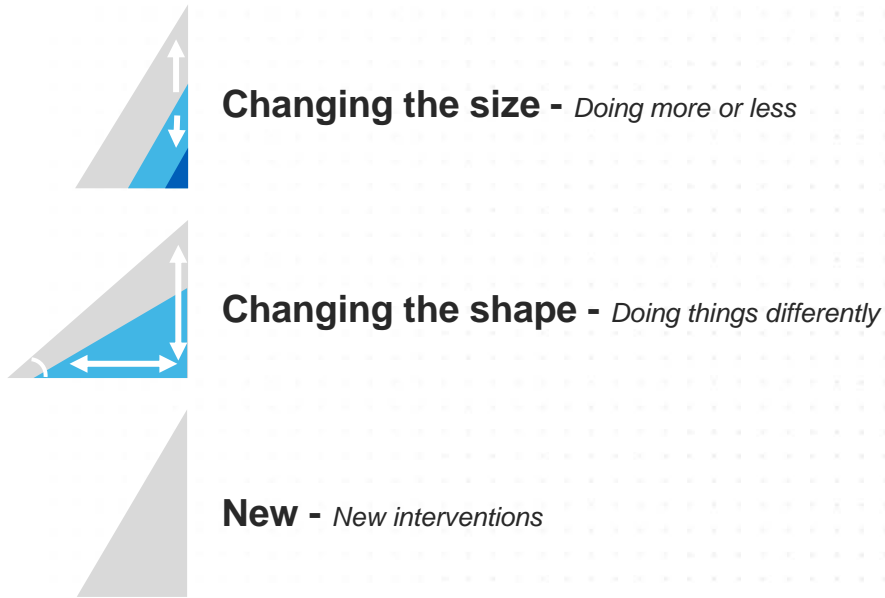 Changing the size - Doing more or less
Changing the shape - Doing things differently
New - New interventions